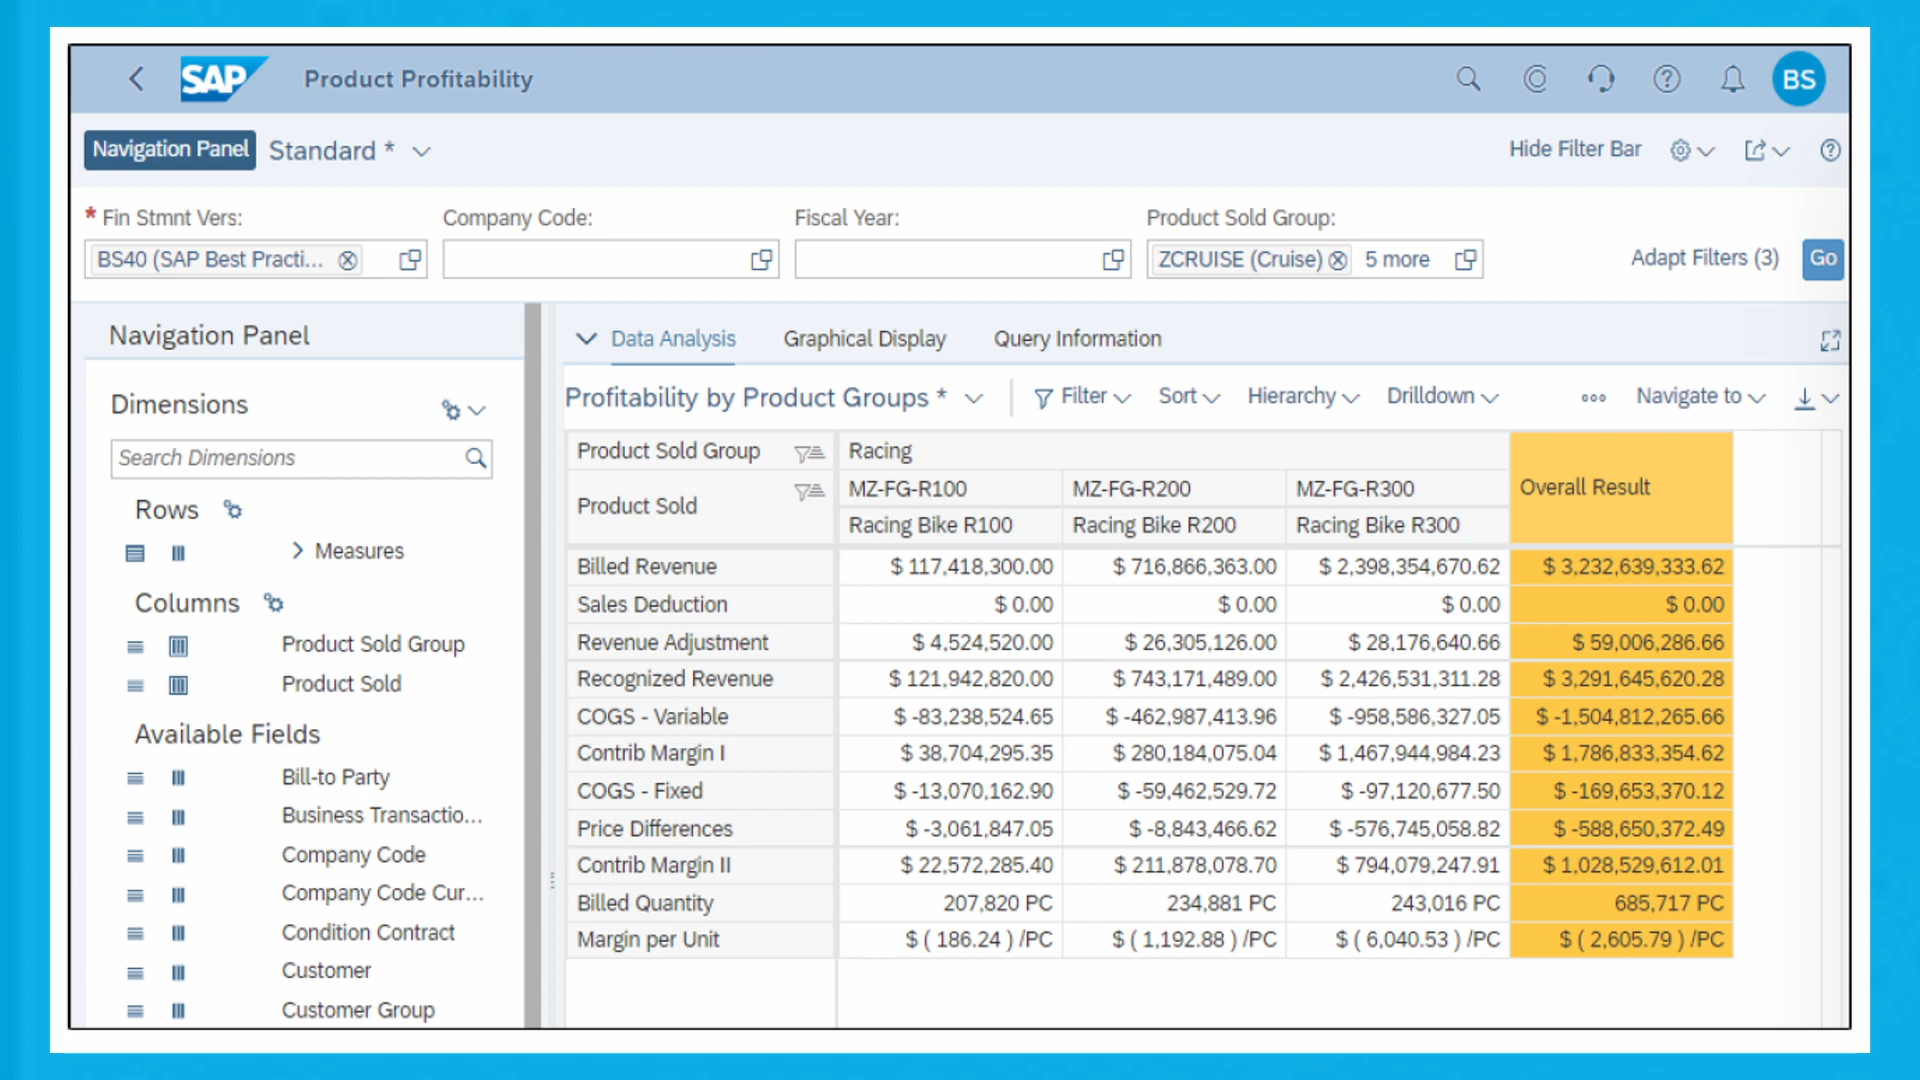 SAP Product Profitability BS
Navigation Panel Standard * Hide Filter Bar
* Fin Stmnt Vers: Company Code: Fiscal Year: Product Sold Group:
BS40 (SAP Best Practi... ZCRUISE (Cruise) 5 more Adapt Filters (3) Go
Navigation Panel
Dimensions
Search Dimensions
Rows
Measures
Columns
Product Sold Group
Product Sold
Available Fields
Bill-to Party
Business Transactio...
Company Code
Company Code Cur...
Condition Contract
Customer
Customer Group
Data Analysis Graphical Display Query Information
Profitability by Product Groups * Filter Sort Hierarchy Drilldown Navigate to
Product Sold Group Racing Overall Result
Product Sold MZ-FG-R100 MZ-FG-R200 MZ-FG-R300
Racing Bike R100 Racing Bike R200 Racing Bike R300
Billed Revenue $ 117,418,300.00 $ 716,866,363.00 $ 2,398,354,670.62 $ 3,232,639,333.62
Sales Deduction $ 0.00 $ 0.00 $ 0.00 $ 0.00
Revenue Adjustment $ 4,524,520.00 $ 26,305,126.00 $ 28,176,640.66 $ 59,006,286.66
Recognized Revenue $ 121,942,820.00 $ 743,171,489.00 $ 2,426,531,311.28 $ 3,291,645,620.28
COGS - Variable $ -83,238,524.65 $ -462,987,413.96 $ -958,586,327.05 $ -1,504,812,265.66
Contrib Margin I $ 38,704,295.35 $ 280,184,075.04 $ 1,467,944,984.23 $ 1,786,833,354.62
COGS - Fixed $ -13,070,162.90 $ -59,462,529.72 $ -97,120,677.50 $ -169,653,370.12
Price Differences $ -3,061,847.05 $ -8,843,466.62 $ -576,745,058.82 $ -588,650,372.49
Contrib Margin II $ 22,572,285.40 $ 211,878,078.70 $ 794,079,247.91 $ 1,028,529,612.01
Billed Quantity 207,820 PC 234,881 PC 243,016 PC 685,717 PC
Margin per Unit $ ( 186.24 ) /PC $ ( 1,192.88 ) /PC $ ( 6,040.53 ) /PC $ ( 2,605.79 ) /PC